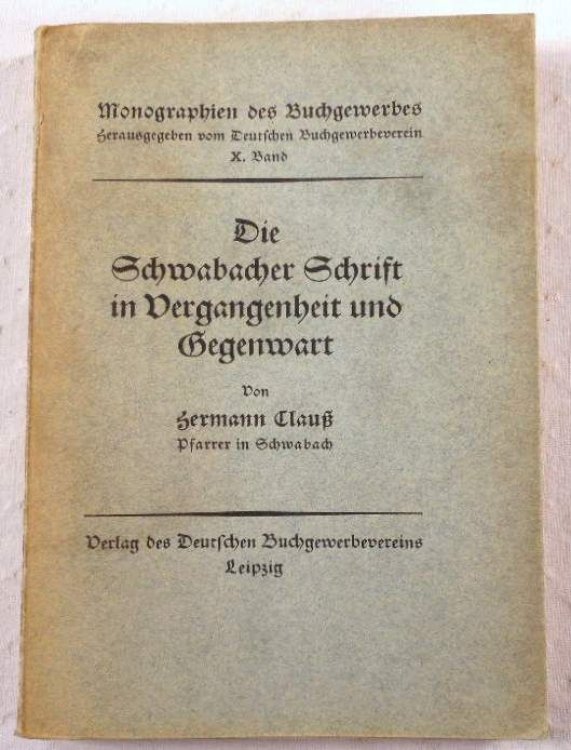 Monographien des Buchgewerbes
Herausgegeben vom Deutſchen Buchgewerbeverein
X. Band
Die
Schwabacher Schrift
in Vergangenheit und
Gegenwart
Von
Hermann Clauß
Pfarrer in Schwabach
Verlag des Deutſchen Buchgewerbevereins
Leipzig